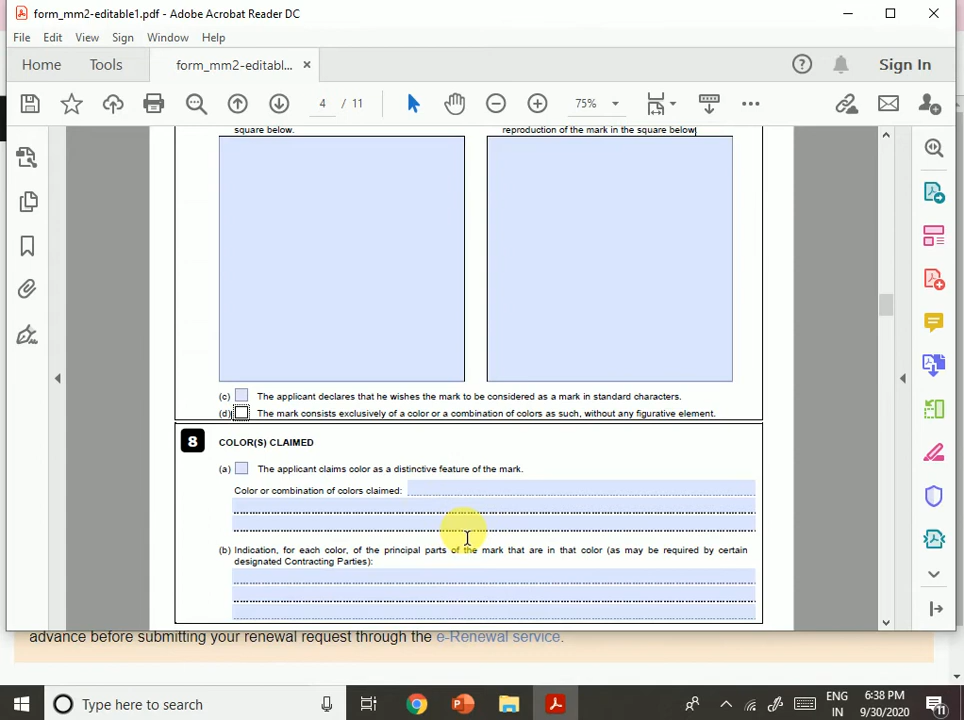 form_mm2-editable1.pdf - Adobe Acrobat Reader DC
File Edit View Sign Window Help
Home Tools form_mm2-editabl... × Sign In
4 / 11 75%
square below.
reproduction of the mark in the square below
(c) The applicant declares that he wishes the mark to be considered as a mark in standard characters.
(d) The mark consists exclusively of a color or a combination of colors as such, without any figurative element.
8 COLOR(S) CLAIMED
(a) The applicant claims color as a distinctive feature of the mark.
Color or combination of colors claimed:
(b) Indication, for each color, of the principal parts of the mark that are in that color (as may be required by certain
designated Contracting Parties):
advance before submitting your renewal request through the e-Renewal service.
Type here to search
ENG
IN
6:38 PM
9/30/2020
11